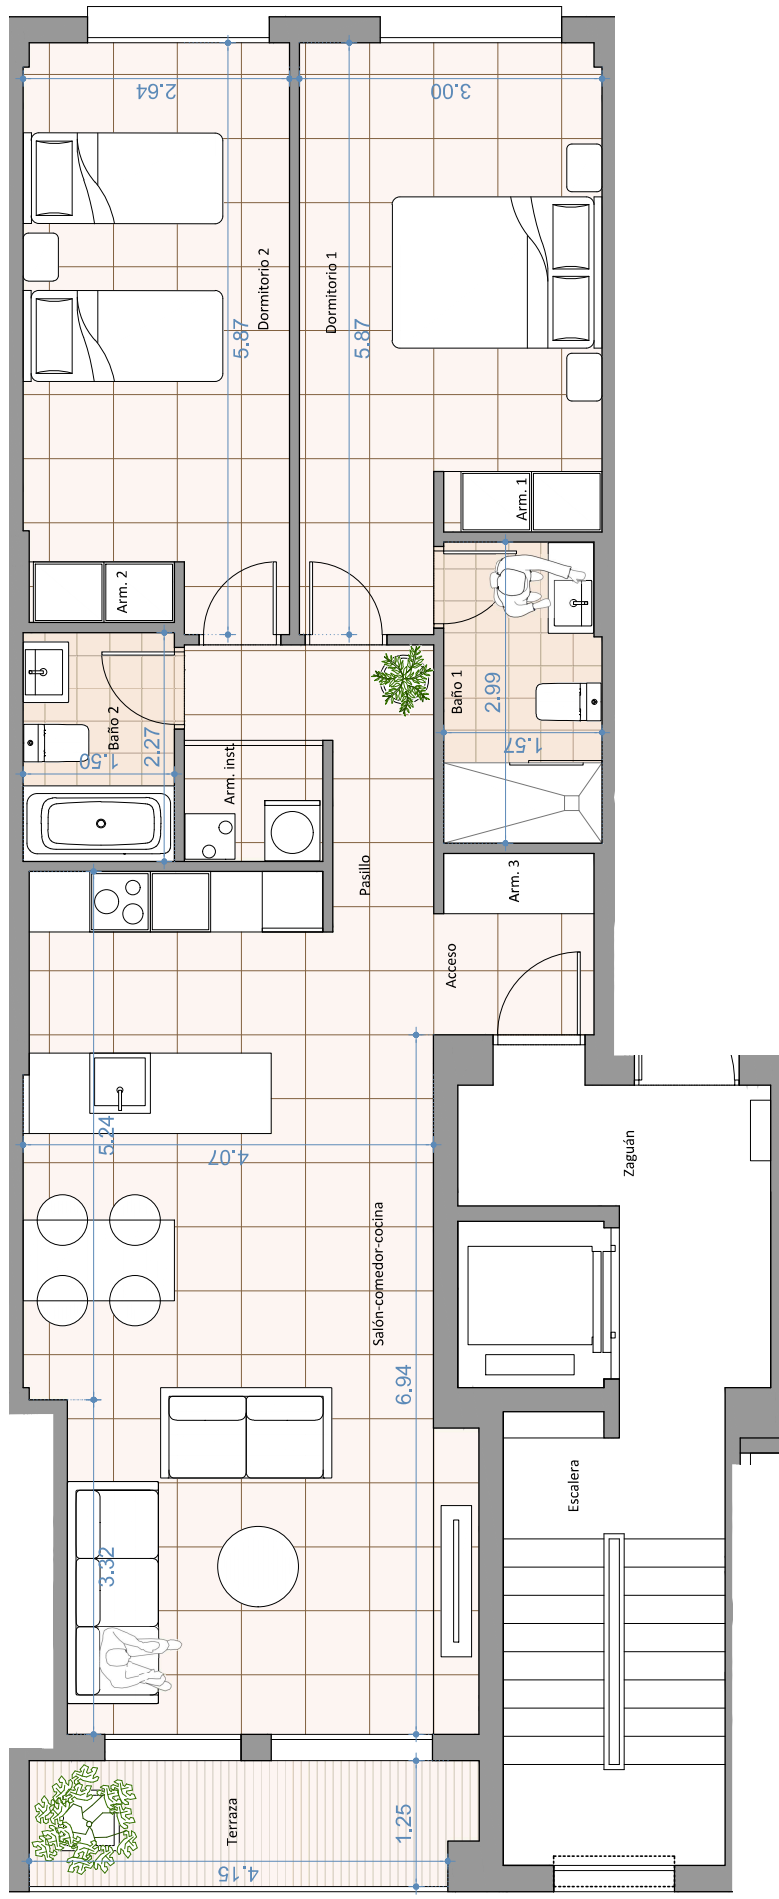 2.64
3.00
Dormitorio 2
Dormitorio 1
5.87
5.87
Arm. 1
Arm. 2
Baño 1
2.99
Baño 2
2.27
1.50
1.57
Arm. inst.
Pasillo
Arm. 3
Acceso
5.24
4.07
Zaguán
Salón-comedor-cocina
6.94
Escalera
3.32
Terraza
1.25
4.15